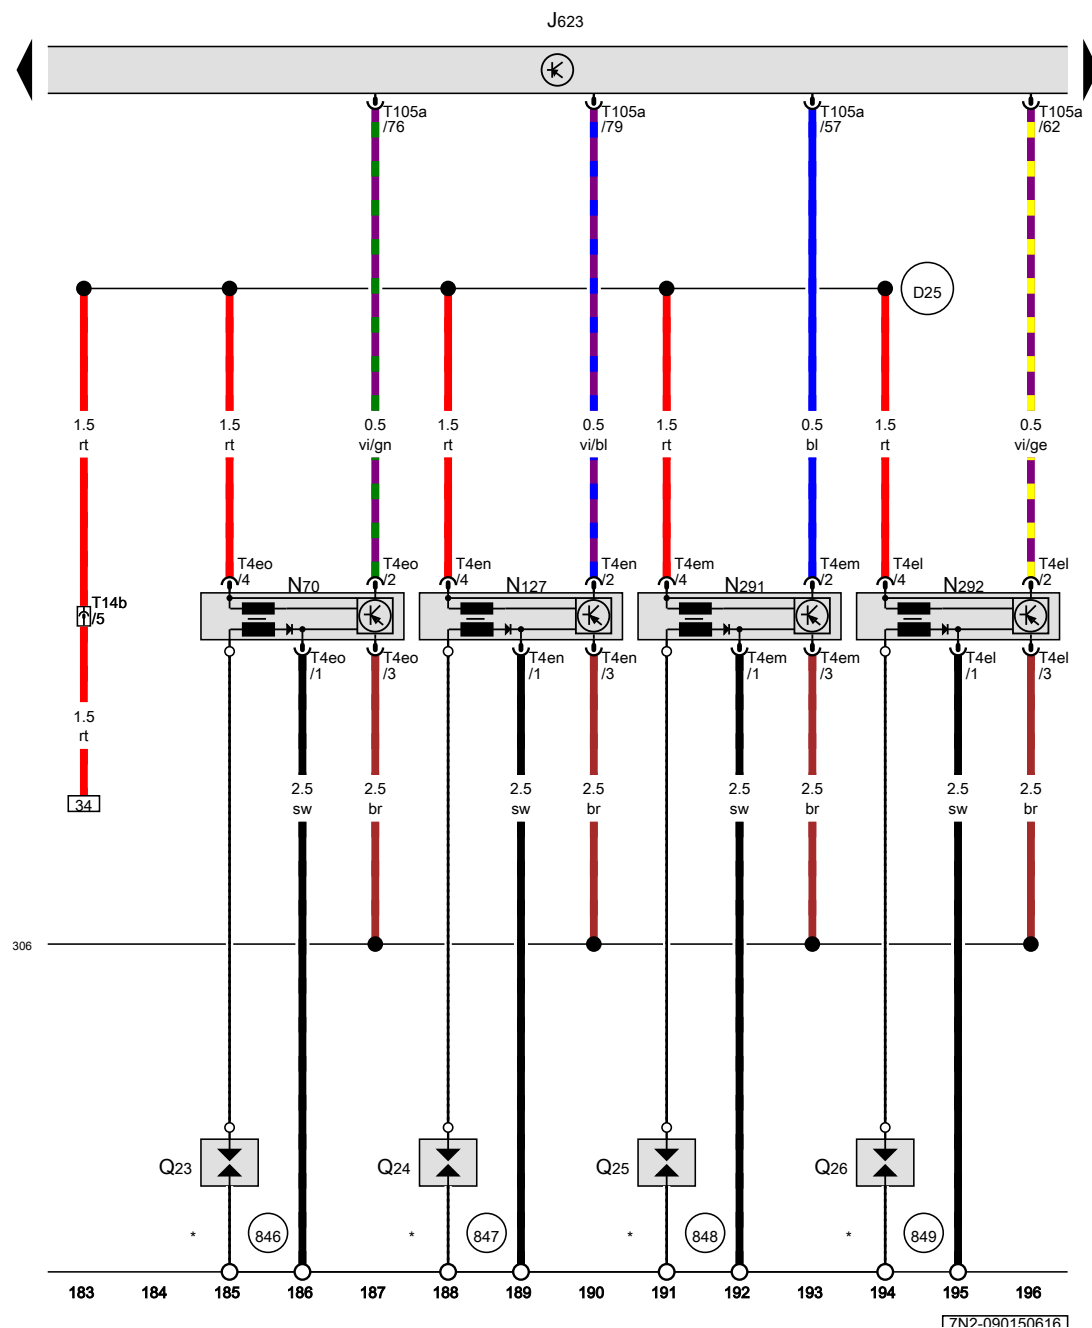 J623
T105a
/76
T105a
/79
T105a
/57
T105a
/62
D25
1.5
rt
1.5
rt
0.5
vi/gn
1.5
rt
0.5
vi/bl
1.5
rt
0.5
bl
1.5
rt
0.5
vi/ge
T4eo
/4
N70
T4eo
/2
T4en
/4
N127
T4en
/2
T4em
/4
N291
T4em
/2
T4el
/4
N292
T4el
/2
T14b
/5
T4eo
/1
T4eo
/3
T4en
/1
T4en
/3
T4em
/1
T4em
/3
T4el
/1
T4el
/3
1.5
rt
34
2.5
sw
2.5
br
2.5
sw
2.5
br
2.5
sw
2.5
br
2.5
sw
2.5
br
306
Q23
Q24
Q25
Q26
* 846 * 847 * 848 * 849
183 184 185 186 187 188 189 190 191 192 193 194 195 196
7N2-090150616